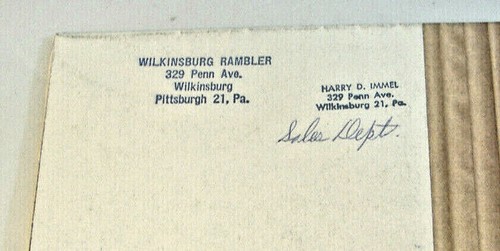 WILKINSBURG RAMBLER
329 Penn Ave.
Wilkinsburg
Pittsburgh 21, Pa.
HARRY D. IMMEL
329 Penn Ave.
Wilkinsburg 21, Pa.
Sales Dept.